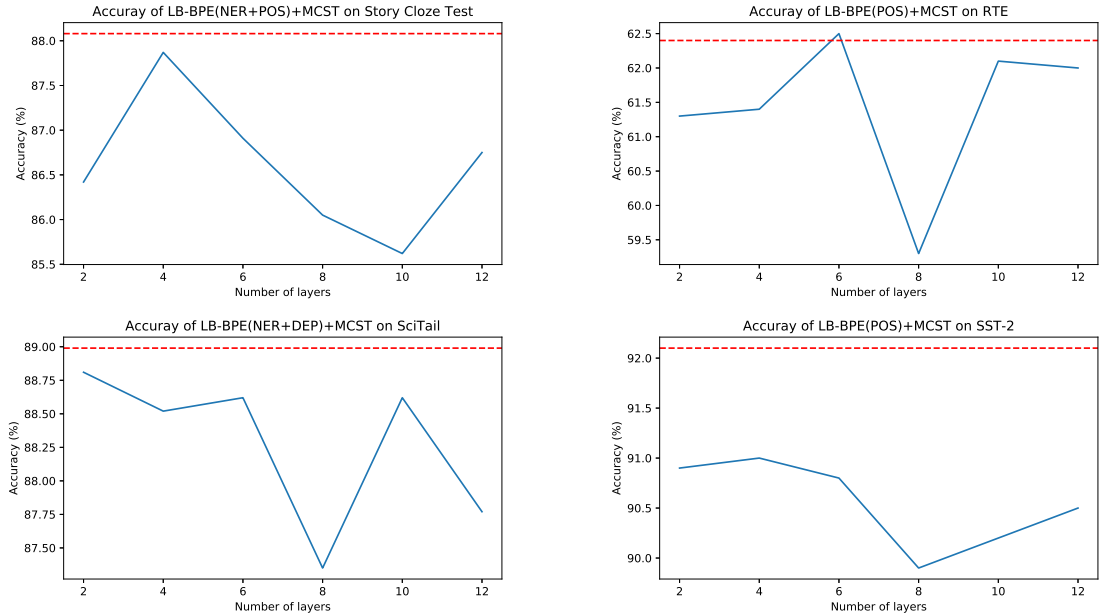 Accuray of LB-BPE(NER+POS)+MCST on Story Cloze Test
88.0
87.5
87.0
86.5
86.0
85.5
Accuracy (%)
2 4 6 8 10 12
Number of layers
Accuray of LB-BPE(POS)+MCST on RTE
62.5
62.0
61.5
61.0
60.5
60.0
59.5
Accuracy (%)
2 4 6 8 10 12
Number of layers
Accuray of LB-BPE(NER+DEP)+MCST on SciTail
89.00
88.75
88.50
88.25
88.00
87.75
87.50
Accuracy (%)
2 4 6 8 10 12
Number of layers
Accuray of LB-BPE(POS)+MCST on SST-2
92.0
91.5
91.0
90.5
90.0
Accuracy (%)
2 4 6 8 10 12
Number of layers